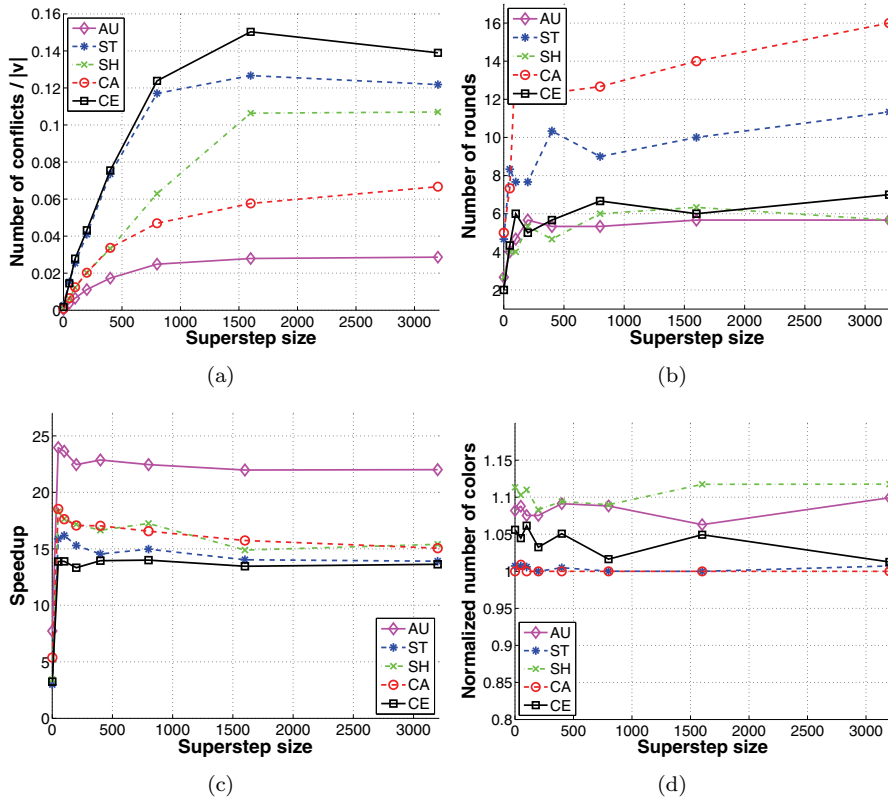 AU
ST
SH
CA
CE
0.16
0.14
0.12
0.1
0.08
0.06
0.04
0.02
0
Number of conflicts / |v|
0 500 1000 1500 2000 2500 3000
Superstep size
(a)
AU
ST
SH
CA
CE
16
14
12
10
8
6
4
2
Number of rounds
0 500 1000 1500 2000 2500 3000
Superstep size
(b)
25
20
15
10
5
0
Speedup
AU
ST
SH
CA
CE
0 500 1000 1500 2000 2500 3000
Superstep size
(c)
1.15
1.1
1.05
1
0.95
0.9
0.85
0.8
Normalized number of colors
AU
ST
SH
CA
CE
0 500 1000 1500 2000 2500 3000
Superstep size
(d)